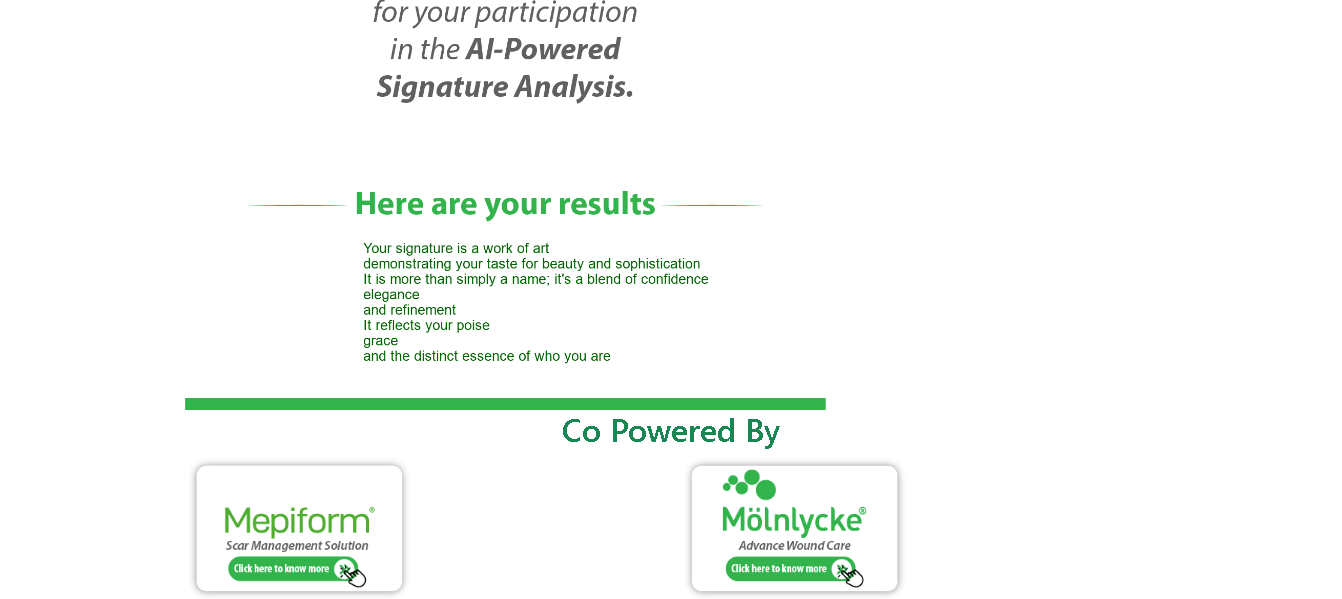 for your participation
in the AI-Powered
Signature Analysis.
Here are your results
Your signature is a work of art
demonstrating your taste for beauty and sophistication
It is more than simply a name; it's a blend of confidence
elegance
and refinement
It reflects your poise
grace
and the distinct essence of who you are
Co Powered By
Mepiform®
Scar Management Solution
Click here to know more
Mölnlycke®
Advance Wound Care
Click here to know more